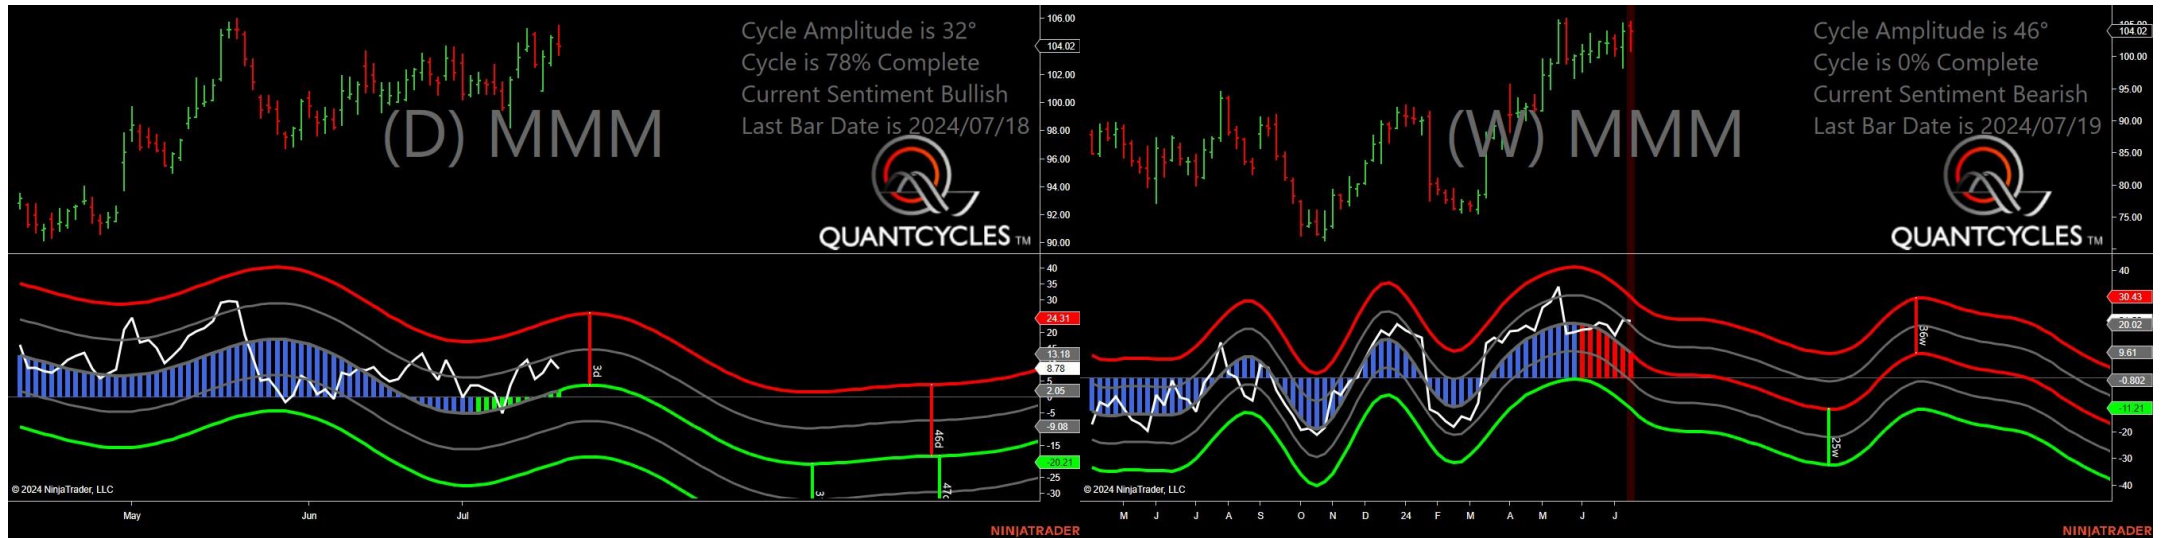 Cycle Amplitude is 32°
Cycle is 78% Complete
Current Sentiment Bullish
Last Bar Date is 2024/07/18
(D) MMM
QUANTCYCLES TM
106.00
104.02
102.00
100.00
98.00
96.00
94.00
92.00
90.00
40
35
30
24.31
20
13.18
8.78
5
2.05
0
-5
-9.08
-15
-20.21
-25
-30
3d
46d
© 2024 NinjaTrader, LLC
May Jun Jul
NINJATRADER
Cycle Amplitude is 46°
Cycle is 0% Complete
Current Sentiment Bearish
Last Bar Date is 2024/07/19
(W) MMM
QUANTCYCLES TM
104.02
100.00
95.00
90.00
85.00
80.00
75.00
40
30.43
20.02
9.61
-0.802
-11.21
-20
-30
-40
36w
25w
© 2024 NinjaTrader, LLC
M J J A S O N D 24 F M A M J J
NINJATRADER